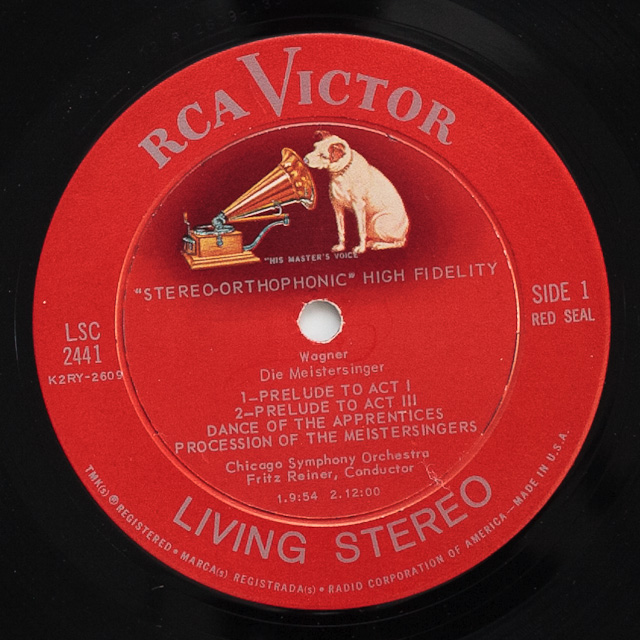 RCA VICTOR
"HIS MASTER'S VOICE"
"STEREO-ORTHOPHONIC" HIGH FIDELITY
LSC
2441
K2RY-2609
SIDE 1
RED SEAL
Wagner
Die Meistersinger
1—PRELUDE TO ACT I
2—PRELUDE TO ACT III
DANCE OF THE APPRENTICES
PROCESSION OF THE MEISTERSINGERS
Chicago Symphony Orchestra
Fritz Reiner, Conductor
1.9:54 2.12:00
LIVING STEREO
TMK(s) ® REGISTERED • MARCA(s) REGISTRADA(s) • RADIO CORPORATION OF AMERICA—MADE IN U.S.A.